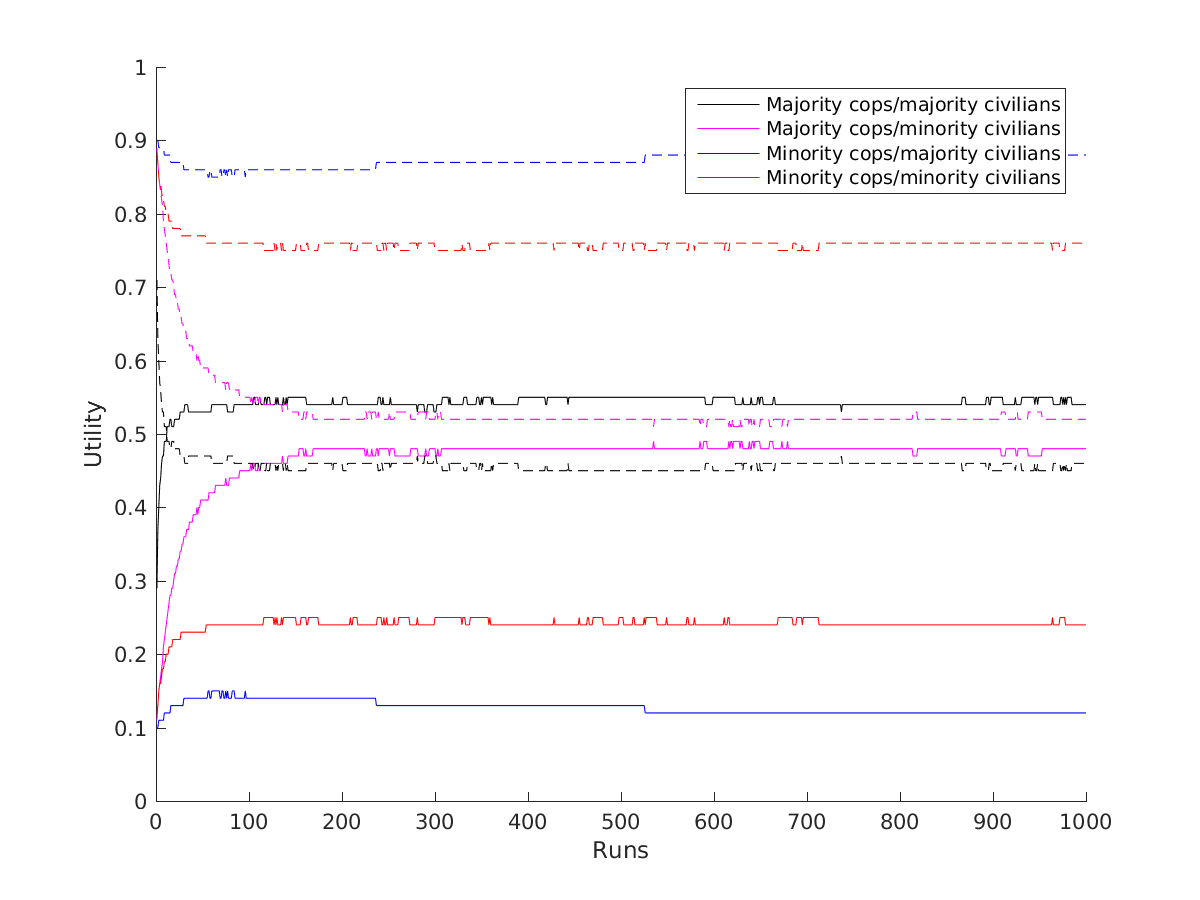 1
0.9
0.8
0.7
0.6
0.5
0.4
0.3
0.2
0.1
0
Utility
Majority cops/majority civilians
Majority cops/minority civilians
Minority cops/majority civilians
Minority cops/minority civilians
0 100 200 300 400 500 600 700 800 900 1000
Runs